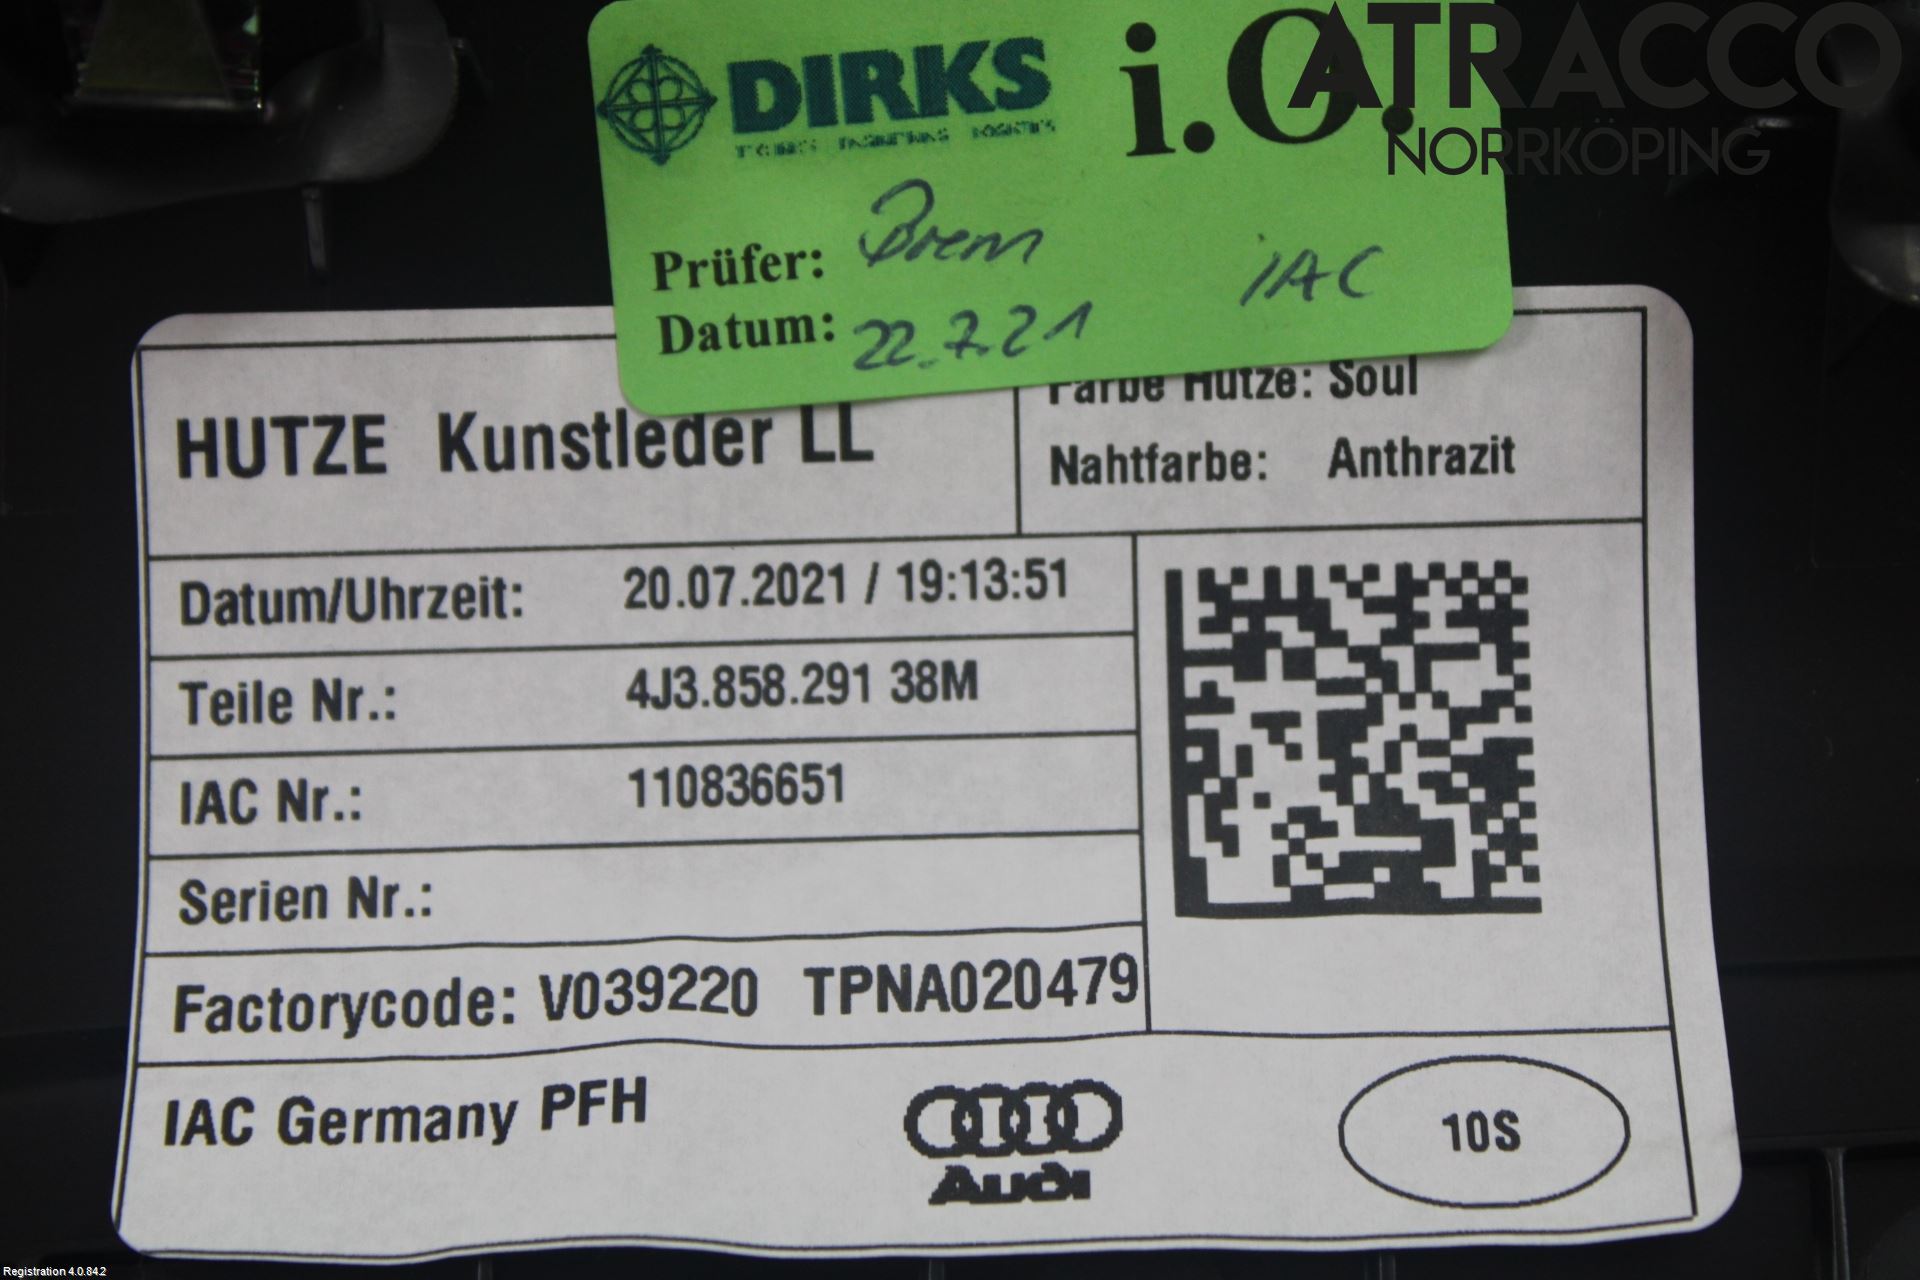 DIRKS
i.O.
ATRACCO
NORRKÖPING
Prüfer:
Datum: 22.7.21
IAC
HUTZE Kunstleder LL
Farbe Hutze: Soul
Nahtfarbe: Anthrazit
Datum/Uhrzeit: 20.07.2021 / 19:13:51
Teile Nr.: 4J3.858.291 38M
IAC Nr.: 110836651
Serien Nr.:
Factorycode: V039220 TPNA020479
IAC Germany PFH
Audi
10S
Registration 4.0.84.2